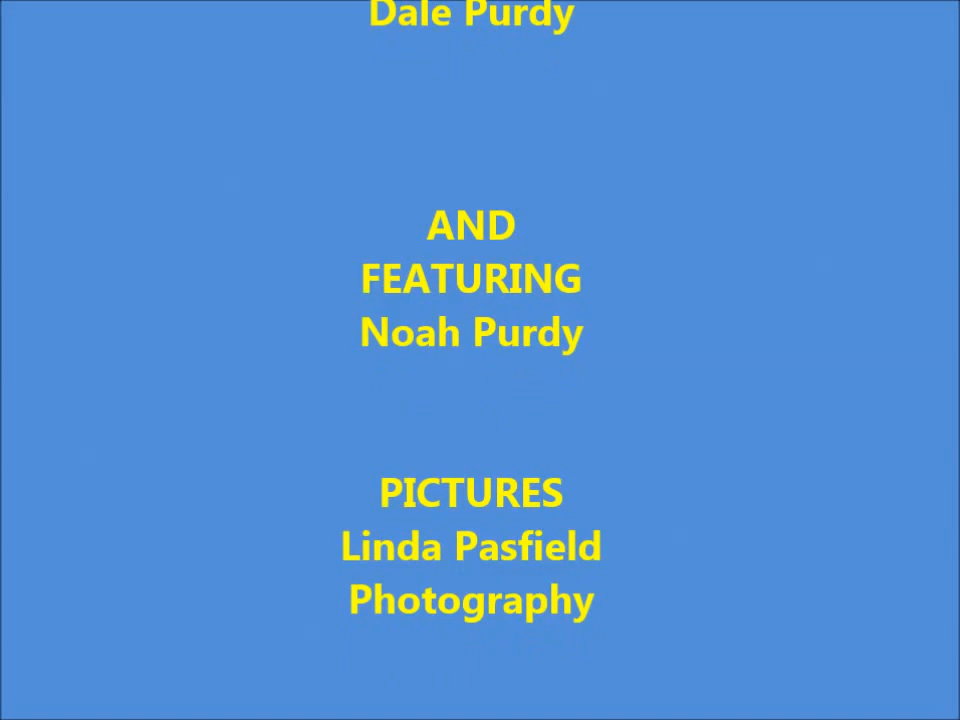 Dale Purdy
AND
FEATURING
Noah Purdy
PICTURES
Linda Pasfield
Photography